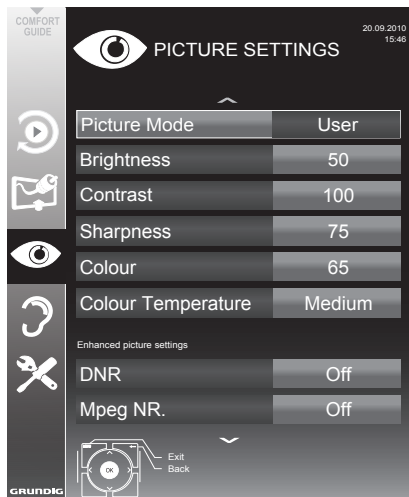 COMFORT
GUIDE
PICTURE SETTINGS
20.09.2010
15:46
Picture Mode User
Brightness 50
Contrast 100
Sharpness 75
Colour 65
Colour Temperature Medium
Enhanced picture settings
DNR Off
Mpeg NR. Off
Exit
Back
OK
GRUNDIG